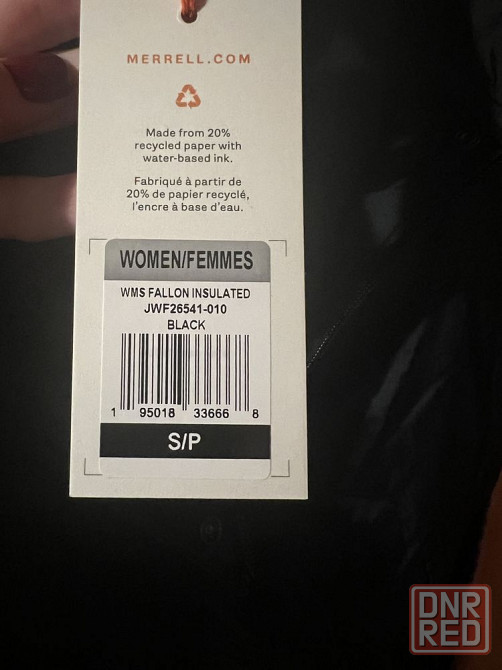 MERRELL.COM
Made from 20%
recycled paper with
water-based ink.
Fabriqué à partir de
20% de papier recyclé,
l'encre à base d'eau.
WOMEN/FEMMES
WMS FALLON INSULATED
JWF26541-010
BLACK
1 95018 33666 8
S/P
DNR
RED